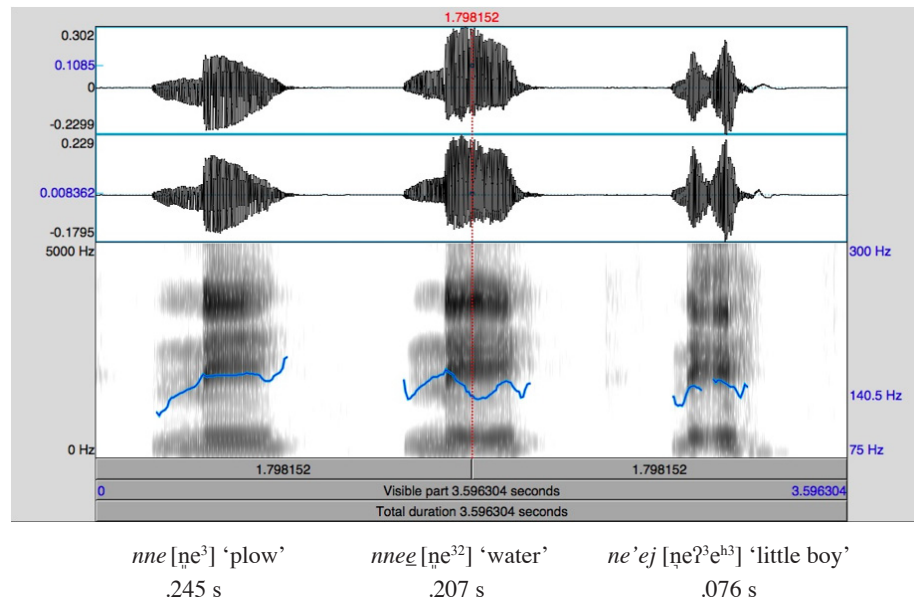 1.798152
0.302
0.1085
0
-0.2299
0.229
0.008362
-0.1795
5000 Hz 300 Hz
140.5 Hz
0 Hz 75 Hz
1.798152 1.798152
0 Visible part 3.596304 seconds 3.596304
Total duration 3.596304 seconds
nne [n̪͈e³] ‘plow’ nnee̱ [n̪͈e³²] ‘water’ ne’ej [n̪͉eʔ³eʰ³] ‘little boy’
.245 s .207 s .076 s